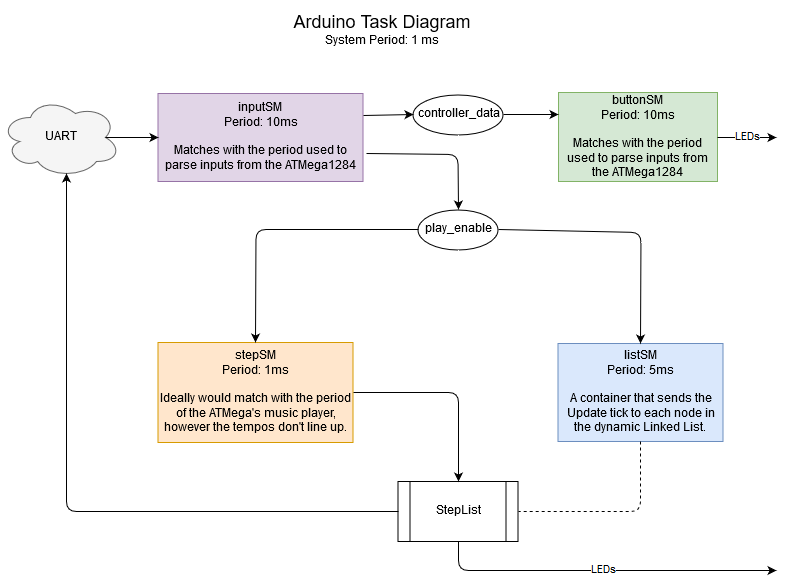 Arduino Task Diagram
System Period: 1 ms
UART
inputSM
Period: 10ms
Matches with the period used to
parse inputs from the ATMega1284
controller_data
buttonSM
Period: 10ms
Matches with the period
used to parse inputs from
the ATMega1284
LEDs
play_enable
stepSM
Period: 1ms
Ideally would match with the period
of the ATMega's music player,
however the tempos don't line up.
listSM
Period: 5ms
A container that sends the
Update tick to each node in
the dynamic Linked List.
StepList
LEDs